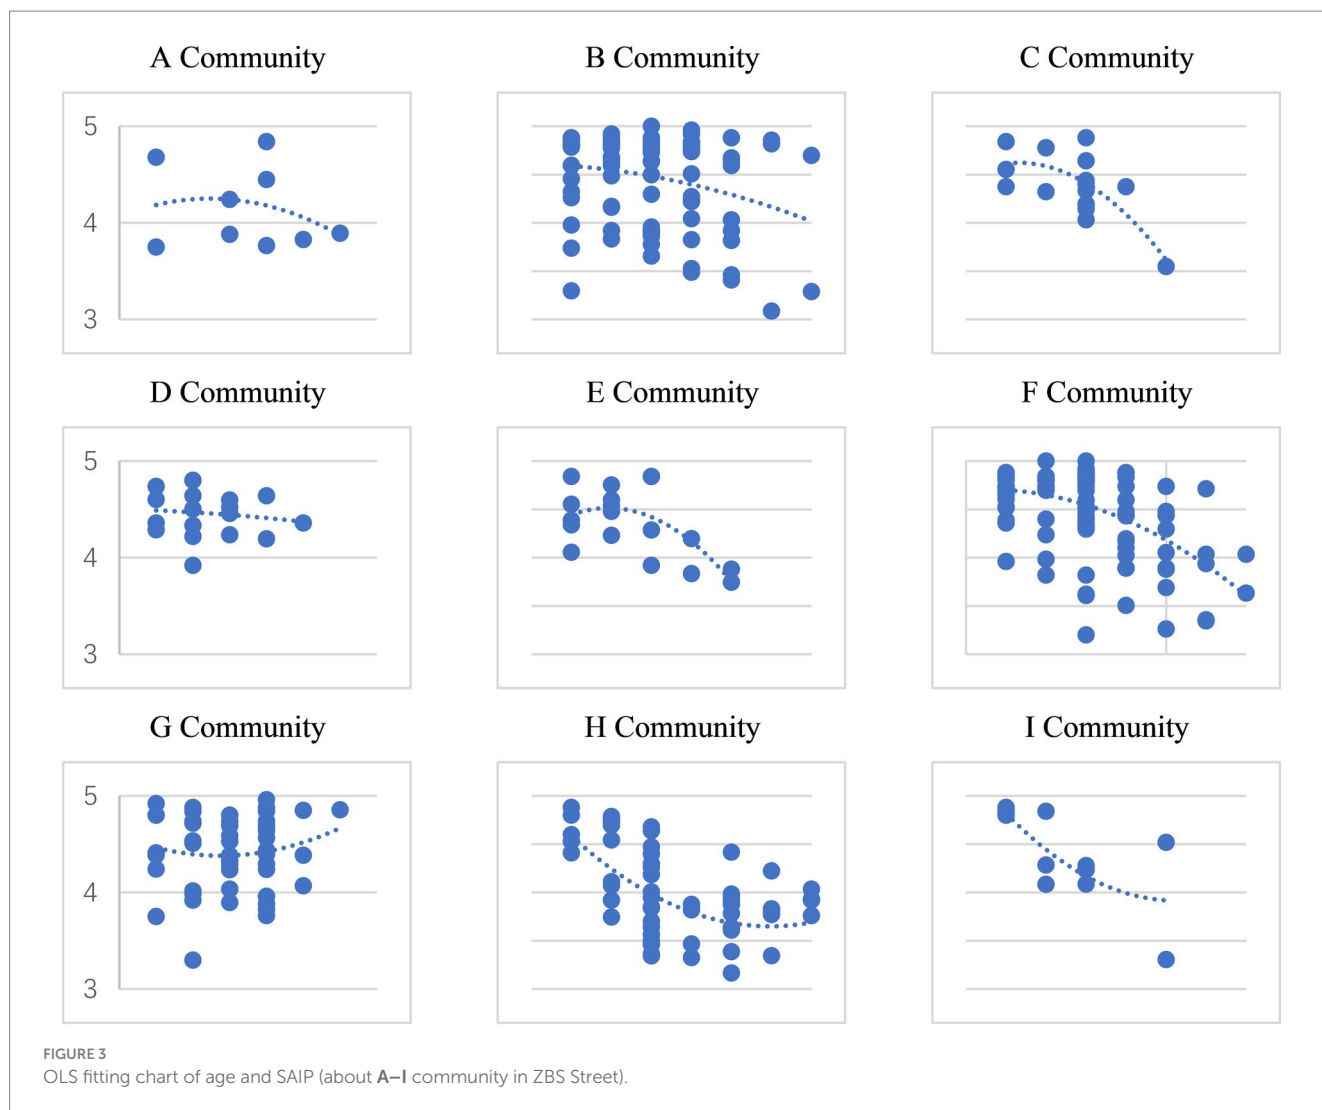 A Community
B Community
C Community
5
4
3
D Community
E Community
F Community
5
4
3
G Community
H Community
I Community
5
4
3
FIGURE 3
OLS fitting chart of age and SAIP (about A–I community in ZBS Street).